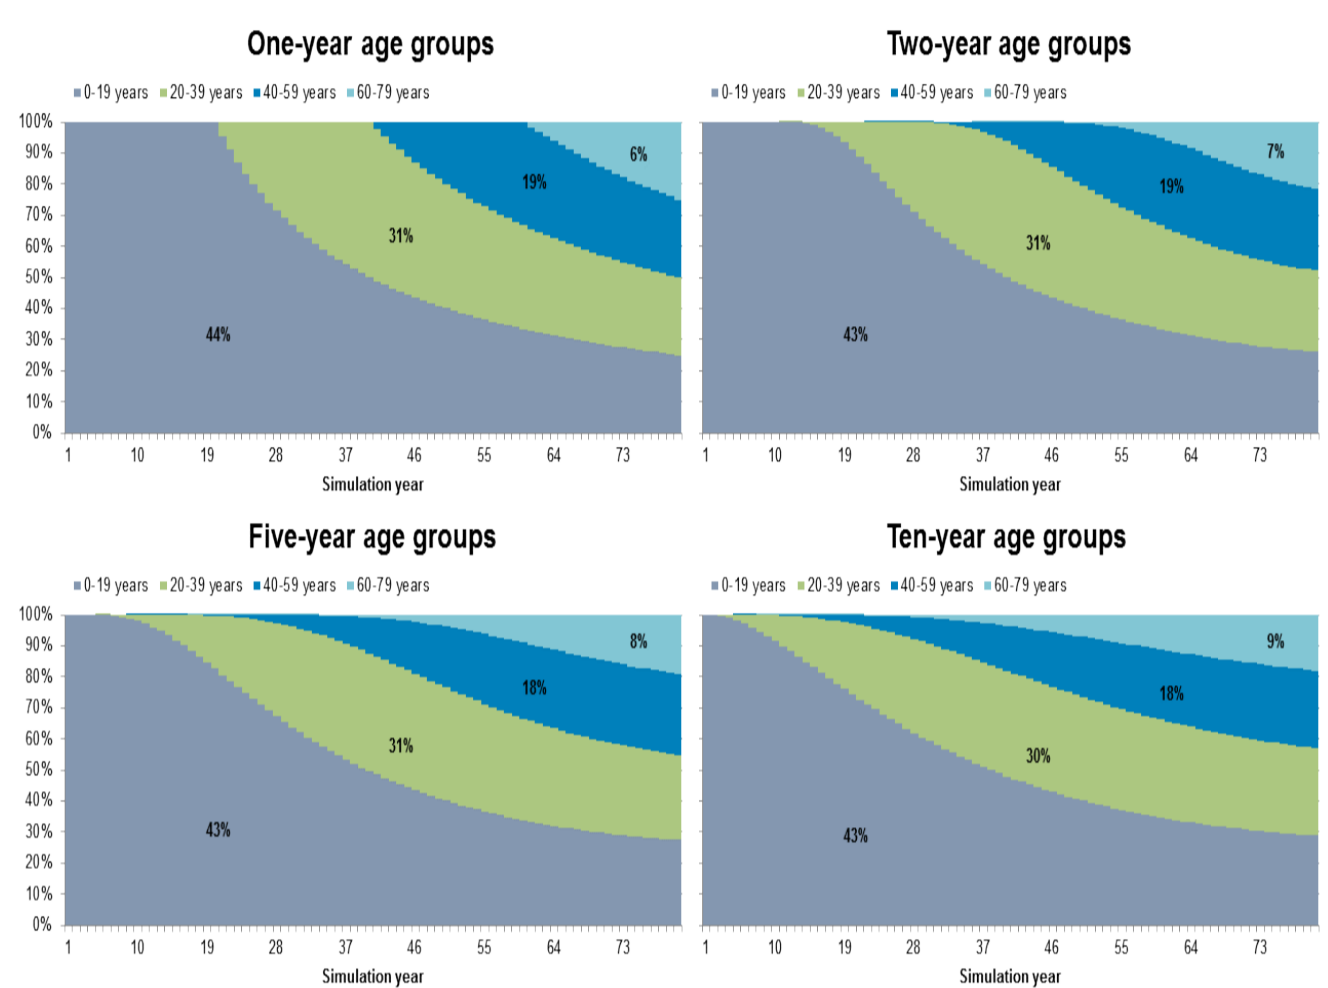 One-year age groups
0-19 years 20-39 years 40-59 years 60-79 years
100%
90%
80%
70%
60%
50%
40%
30%
20%
10%
0%
6%
19%
31%
44%
1 10 19 28 37 46 55 64 73
Simulation year
Two-year age groups
0-19 years 20-39 years 40-59 years 60-79 years
7%
19%
31%
43%
1 10 19 28 37 46 55 64 73
Simulation year
Five-year age groups
0-19 years 20-39 years 40-59 years 60-79 years
100%
90%
80%
70%
60%
50%
40%
30%
20%
10%
0%
8%
18%
31%
43%
1 10 19 28 37 46 55 64 73
Simulation year
Ten-year age groups
0-19 years 20-39 years 40-59 years 60-79 years
9%
18%
30%
43%
1 10 19 28 37 46 55 64 73
Simulation year